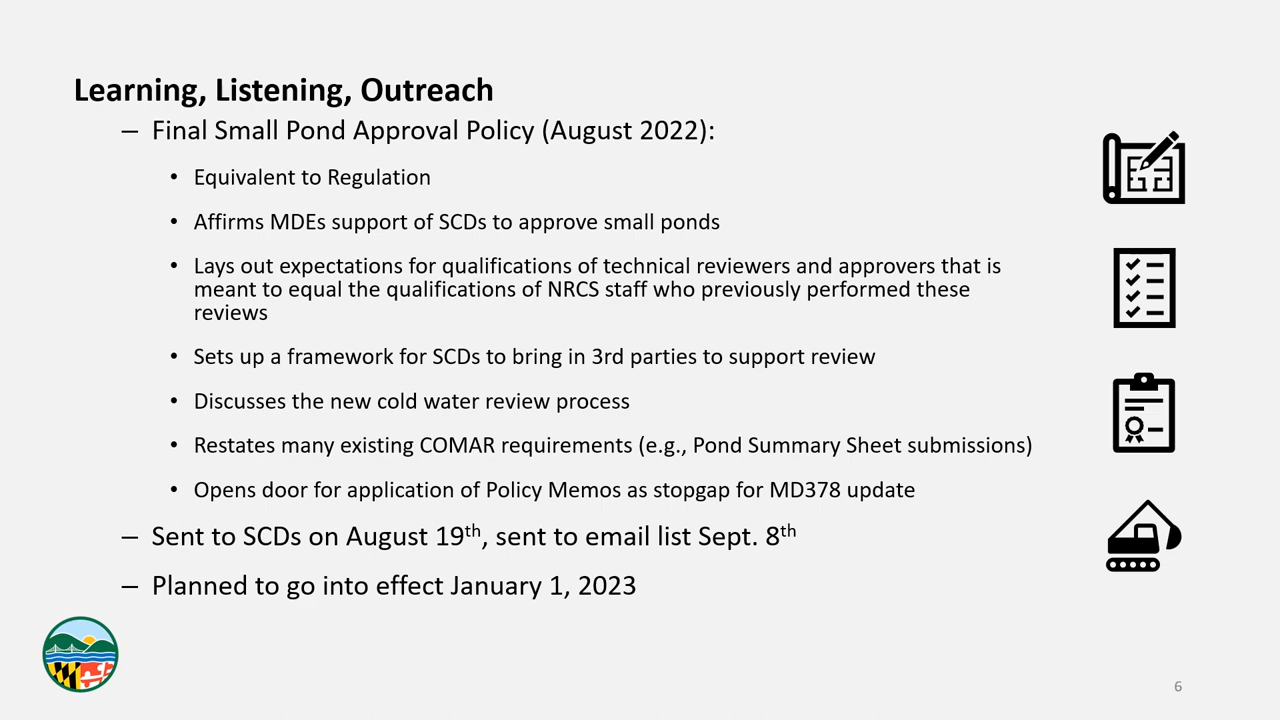 Learning, Listening, Outreach
– Final Small Pond Approval Policy (August 2022):
• Equivalent to Regulation
• Affirms MDEs support of SCDs to approve small ponds
• Lays out expectations for qualifications of technical reviewers and approvers that is
meant to equal the qualifications of NRCS staff who previously performed these
reviews
• Sets up a framework for SCDs to bring in 3rd parties to support review
• Discusses the new cold water review process
• Restates many existing COMAR requirements (e.g., Pond Summary Sheet submissions)
• Opens door for application of Policy Memos as stopgap for MD378 update
– Sent to SCDs on August 19th, sent to email list Sept. 8th
– Planned to go into effect January 1, 2023
6